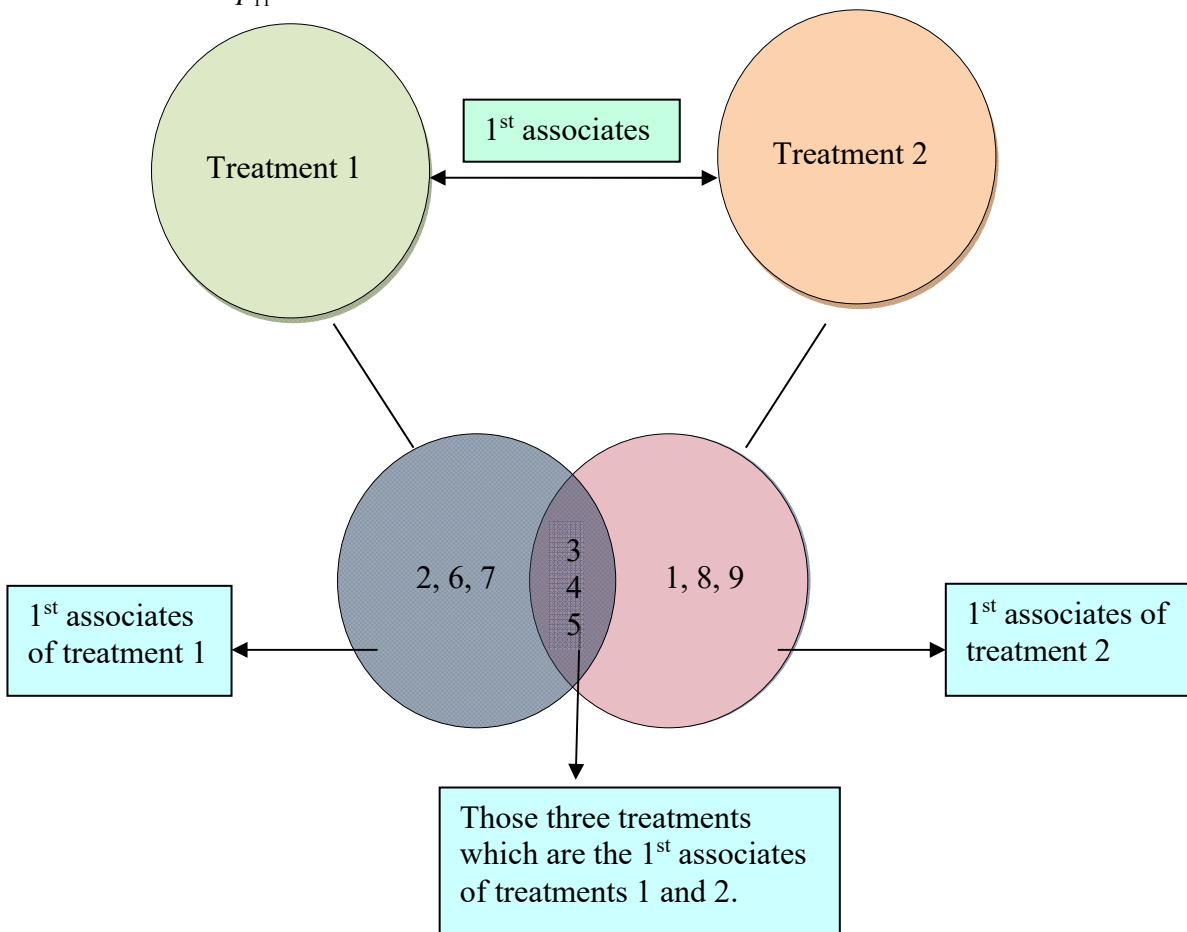 p₁₁
1st associates
Treatment 1
Treatment 2
3
4
5
2, 6, 7
1, 8, 9
1st associates
of treatment 1
1st associates of
treatment 2
Those three treatments
which are the 1st associates
of treatments 1 and 2.